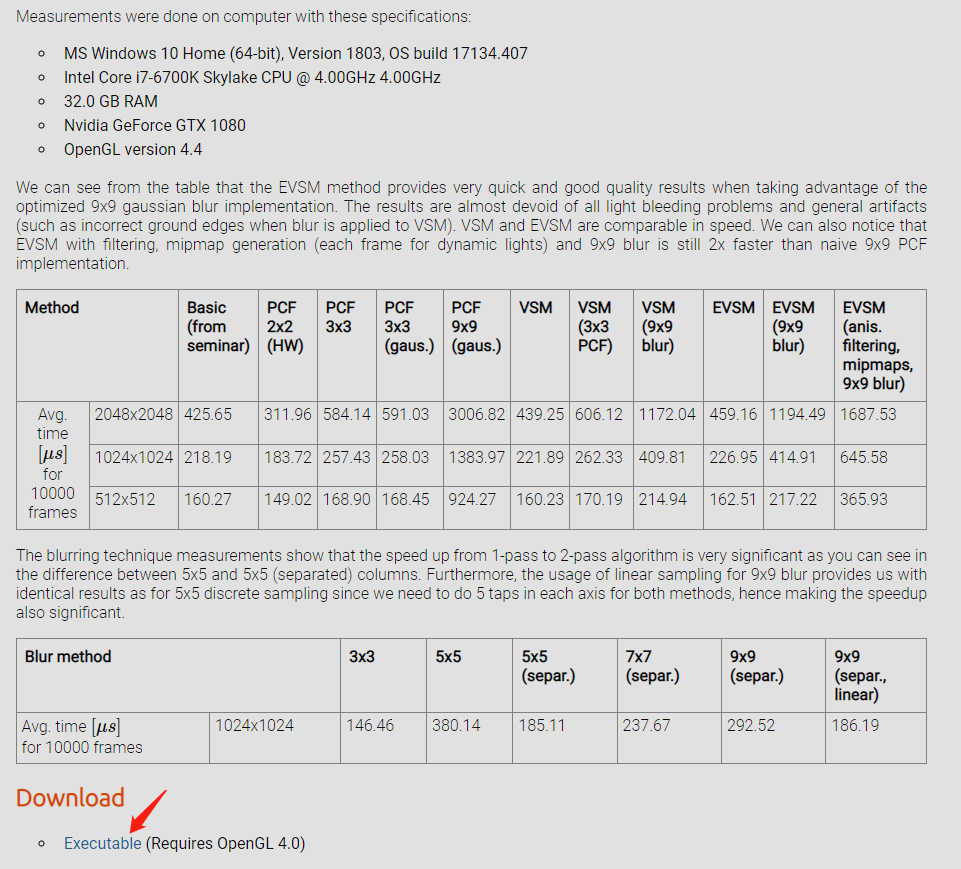 Measurements were done on computer with these specifications:
MS Windows 10 Home (64-bit), Version 1803, OS build 17134.407
Intel Core i7-6700K Skylake CPU @ 4.00GHz 4.00GHz
32.0 GB RAM
Nvidia GeForce GTX 1080
OpenGL version 4.4
We can see from the table that the EVSM method provides very quick and good quality results when taking advantage of the
optimized 9x9 gaussian blur implementation. The results are almost devoid of all light bleeding problems and general artifacts
(such as incorrect ground edges when blur is applied to VSM). VSM and EVSM are comparable in speed. We can also notice that
EVSM with filtering, mipmap generation (each frame for dynamic lights) and 9x9 blur is still 2x faster than naive 9x9 PCF
implementation.
Method Basic (from seminar) PCF 2x2 (HW) PCF 3x3 PCF 3x3 (gaus.) PCF 9x9 (gaus.) VSM VSM (3x3 PCF) VSM (9x9 blur) EVSM EVSM (9x9 blur) EVSM (anis. filtering, mipmaps, 9x9 blur)
Avg. time [μs] for 10000 frames
2048x2048 425.65 311.96 584.14 591.03 3006.82 439.25 606.12 1172.04 459.16 1194.49 1687.53
1024x1024 218.19 183.72 257.43 258.03 1383.97 221.89 262.33 409.81 226.95 414.91 645.58
512x512 160.27 149.02 168.90 168.45 924.27 160.23 170.19 214.94 162.51 217.22 365.93
The blurring technique measurements show that the speed up from 1-pass to 2-pass algorithm is very significant as you can see in
the difference between 5x5 and 5x5 (separated) columns. Furthermore, the usage of linear sampling for 9x9 blur provides us with
identical results as for 5x5 discrete sampling since we need to do 5 taps in each axis for both methods, hence making the speedup
also significant.
Blur method 3x3 5x5 5x5 (separ.) 7x7 (separ.) 9x9 (separ.) 9x9 (separ., linear)
Avg. time [μs] for 10000 frames 1024x1024 146.46 380.14 185.11 237.67 292.52 186.19
Download
Executable (Requires OpenGL 4.0)